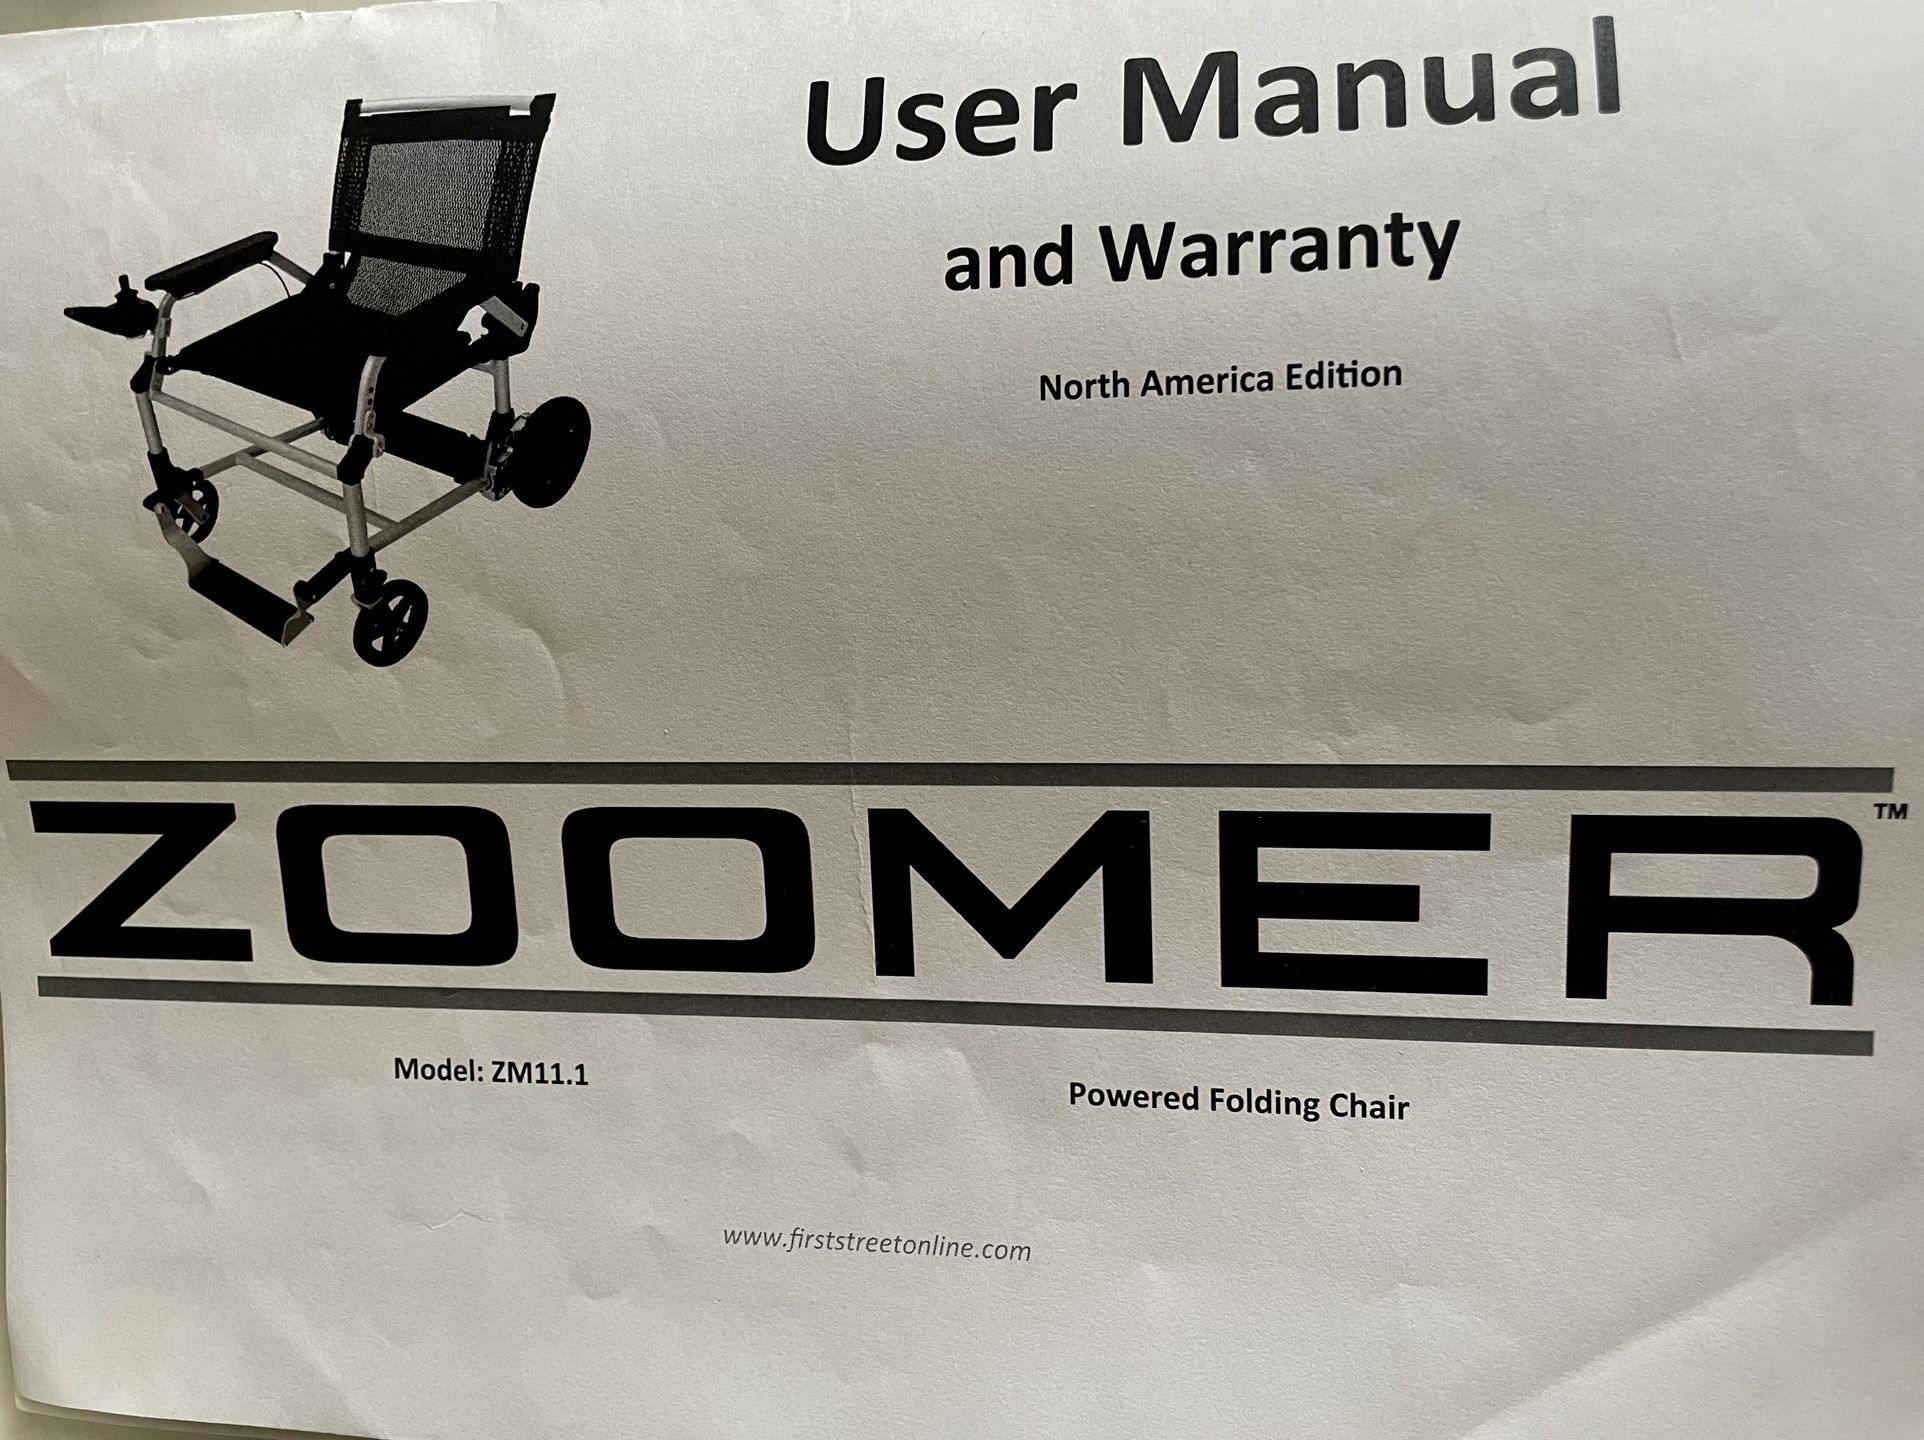 User Manual
and Warranty
North America Edition
ZOOMER™
Model: ZM11.1
Powered Folding Chair
www.firststreetonline.com